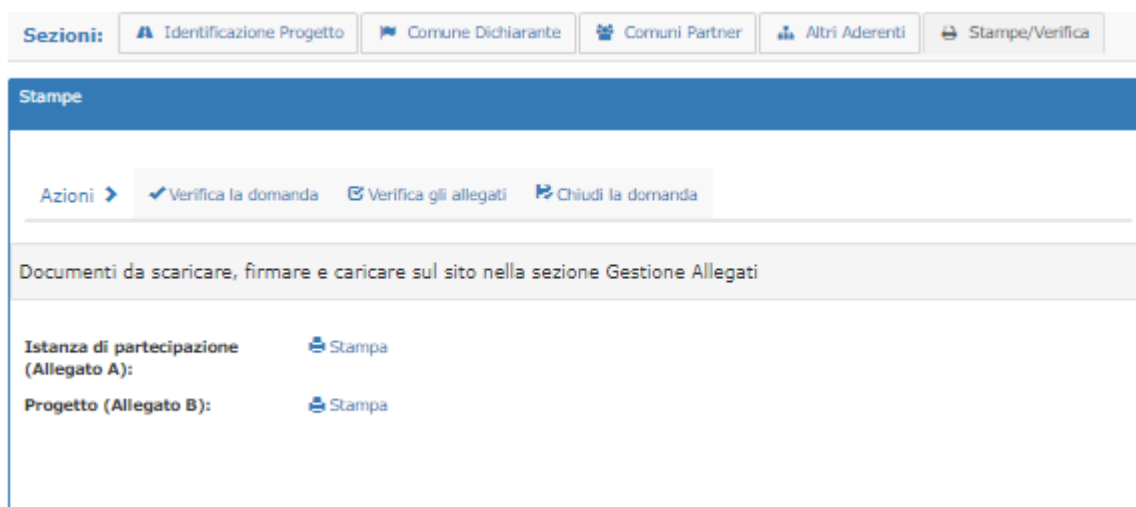 Sezioni: Identificazione Progetto Comune Dichiarante Comuni Partner Altri Aderenti Stampe/Verifica
Stampe
Azioni Verifica la domanda Verifica gli allegati Chiudi la domanda
Documenti da scaricare, firmare e caricare sul sito nella sezione Gestione Allegati
Istanza di partecipazione Stampa
(Allegato A):
Progetto (Allegato B): Stampa